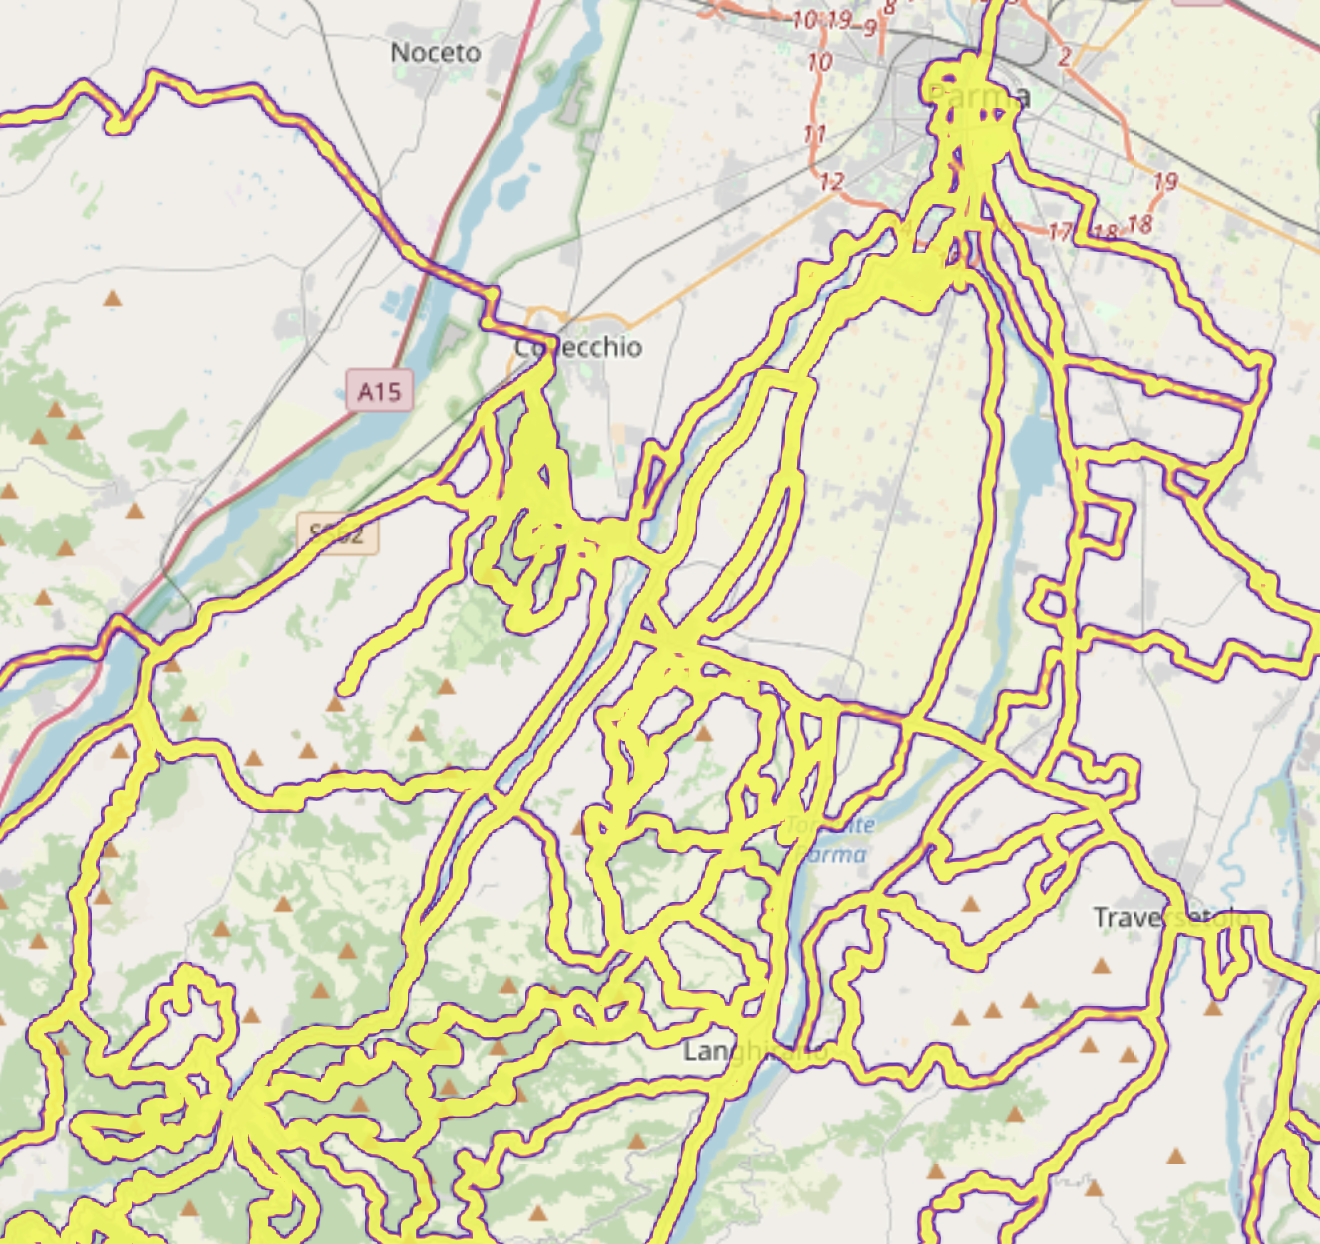 10 19 9
8
2
Noceto
10
Parma
11
12
19
17 18 18
Collecchio
A15
SS62
Torrente
Parma
Traversetolo
Langhirano